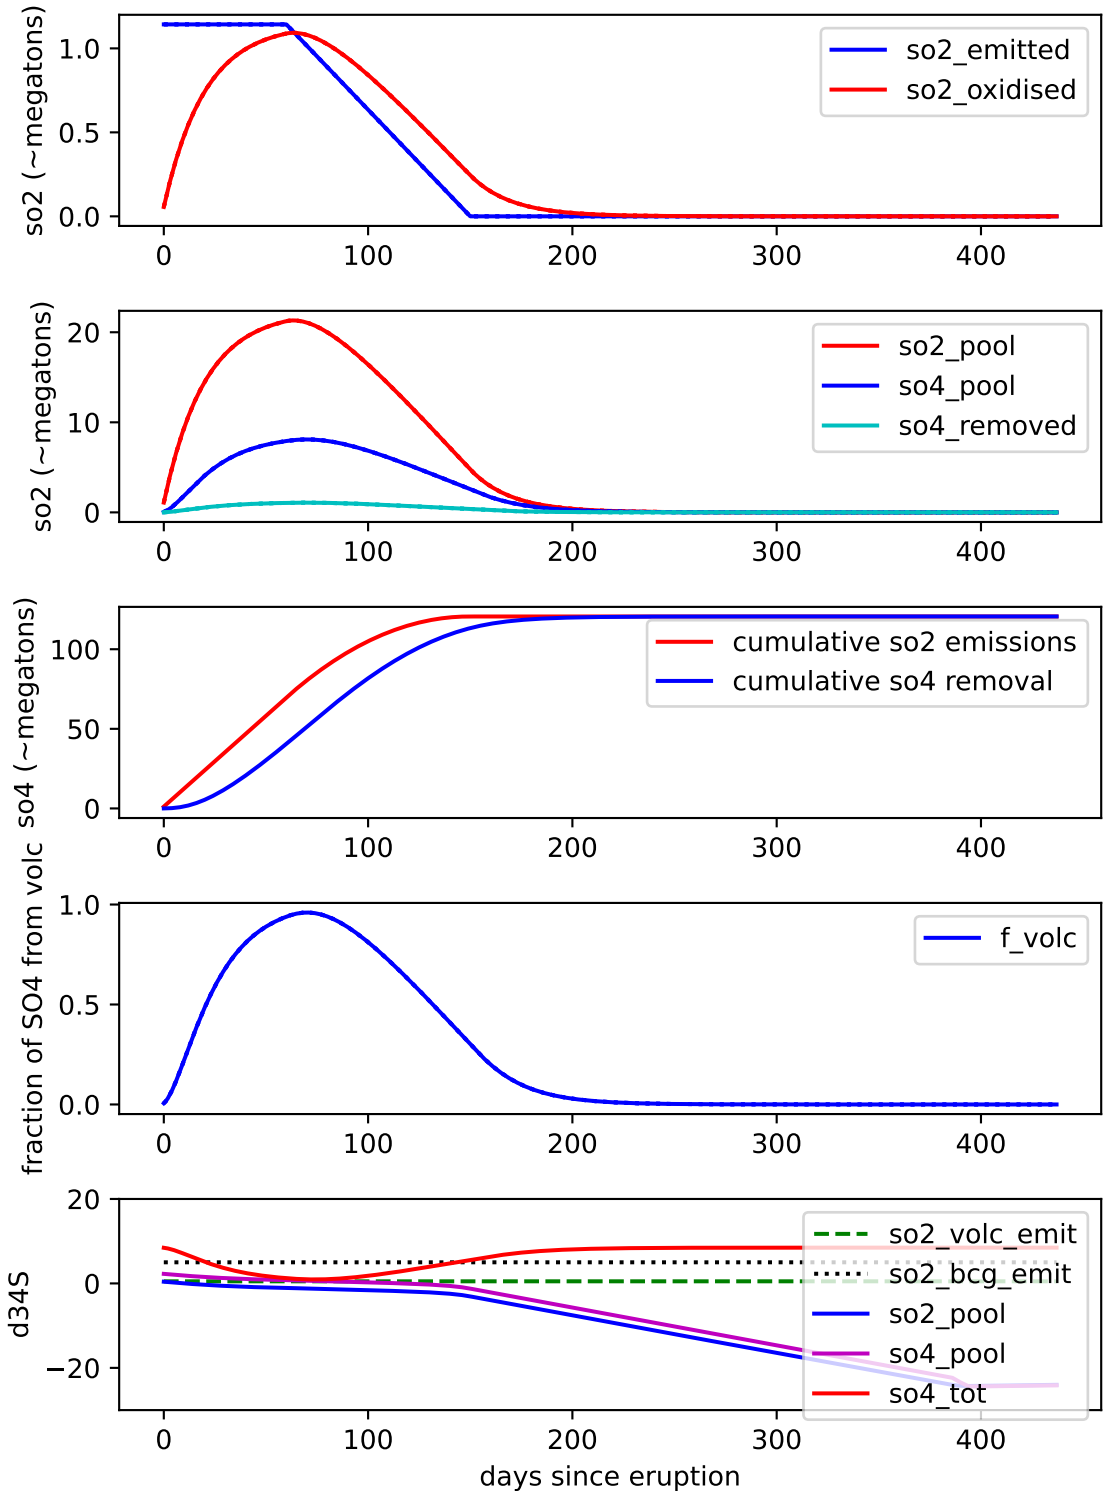 so2 (~megatons)
1.0
0.5
0.0
so2_emitted
so2_oxidised
0 100 200 300 400
so2 (~megatons)
20
10
0
so2_pool
so4_pool
so4_removed
0 100 200 300 400
so4 (~megatons)
100
50
0
cumulative so2 emissions
cumulative so4 removal
0 100 200 300 400
fraction of SO4 from volc
1.0
0.5
0.0
f_volc
0 100 200 300 400
d34S
20
0
−20
so2_volc_emit
so2_bcg_emit
so2_pool
so4_pool
so4_tot
0 100 200 300 400
days since eruption